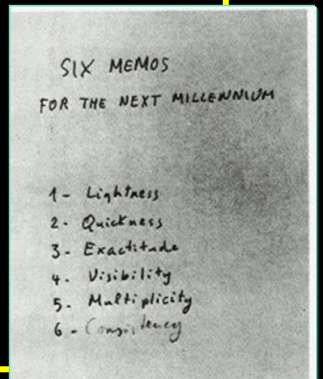 SIX MEMOS
FOR THE NEXT MILLENNIUM
1- Lightness
2- Quickness
3- Exactitude
4- Visibility
5- Multiplicity
6- Consistency